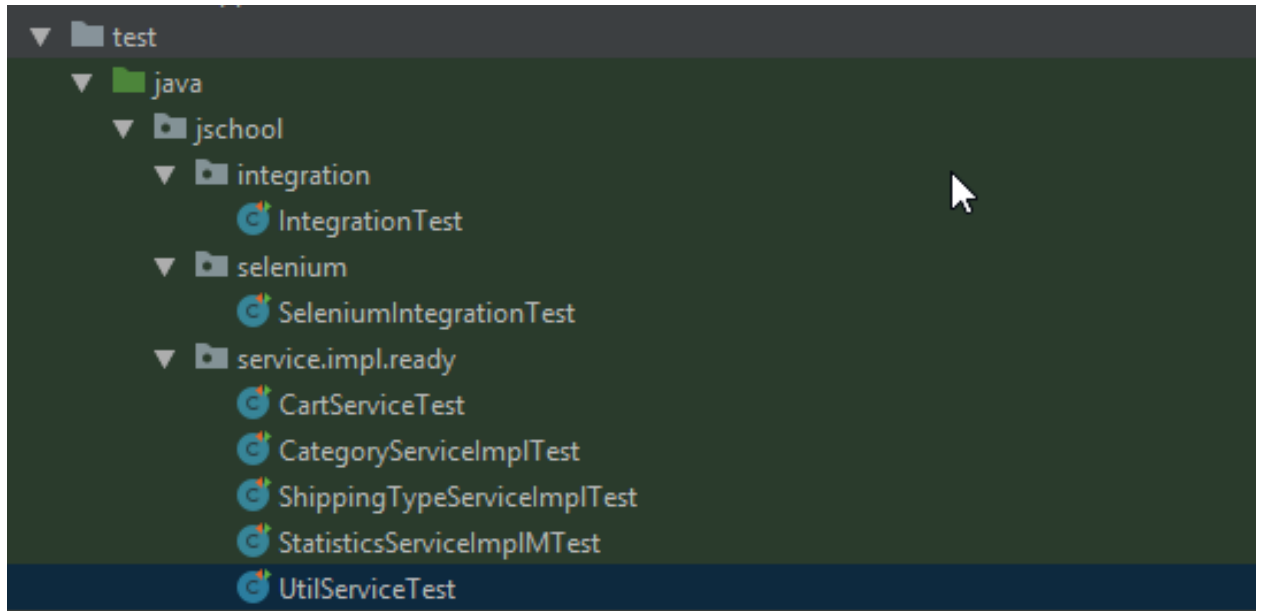 test
java
jschool
integration
IntegrationTest
selenium
SeleniumIntegrationTest
service.impl.ready
CartServiceTest
CategoryServiceImplTest
ShippingTypeServiceImplTest
StatisticsServiceImplMTest
UtilServiceTest